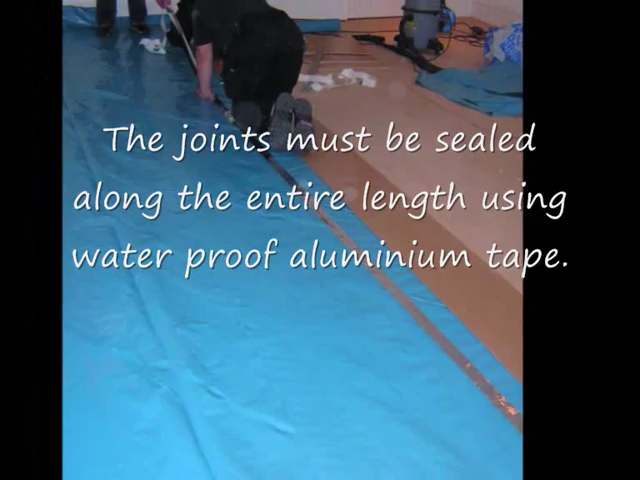 The joints must be sealed
along the entire length using
water proof aluminium tape.